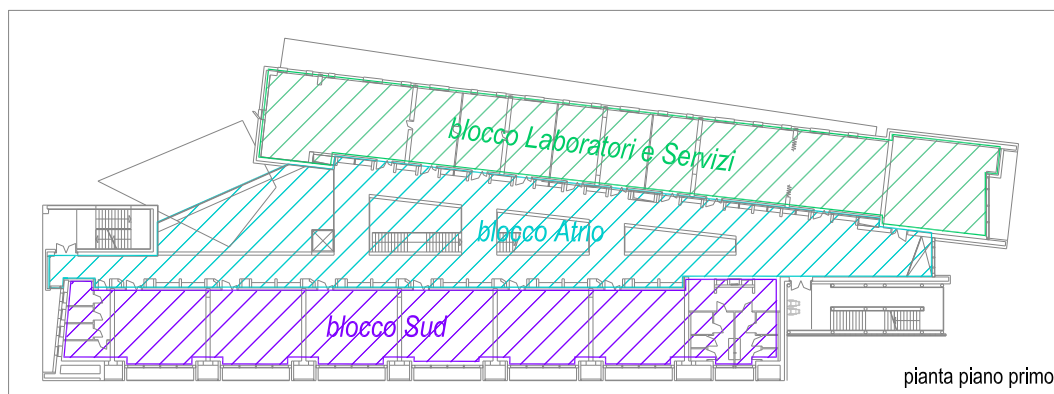 blocco Laboratori e Servizi
blocco Atrio
blocco Sud
pianta piano primo